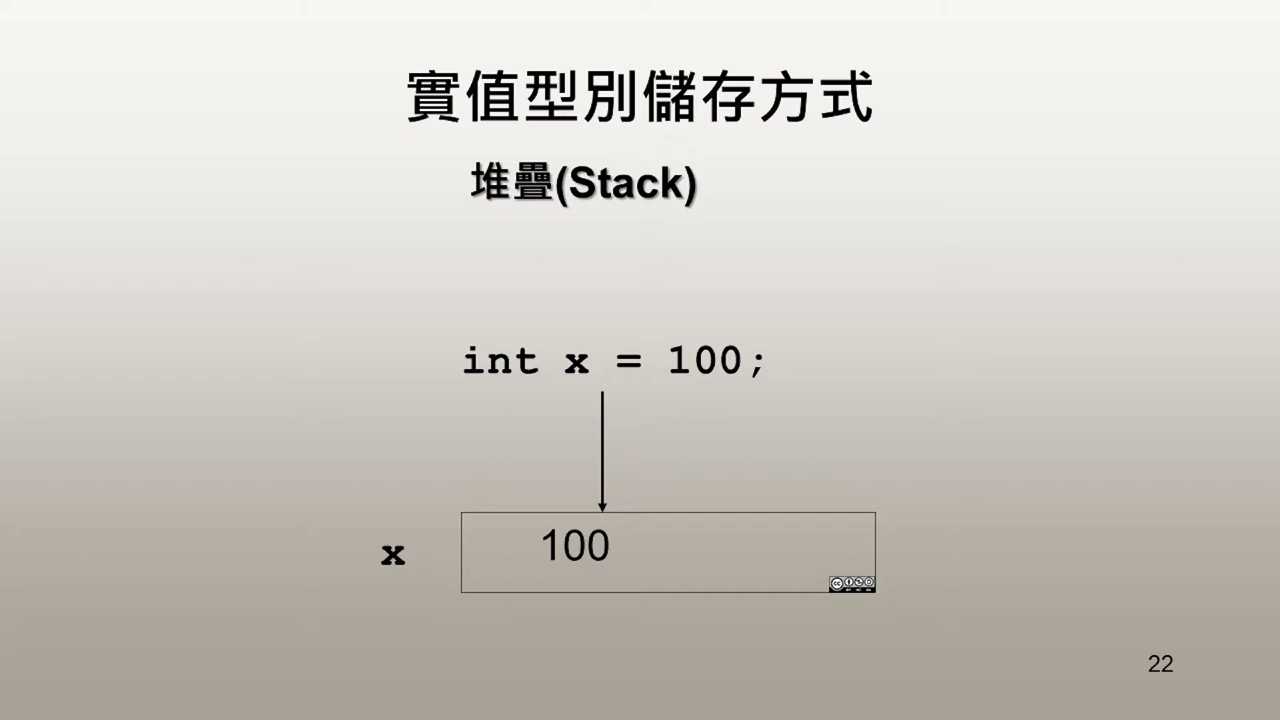 實值型別儲存方式
堆疊(Stack)
int x = 100;
x 100
22